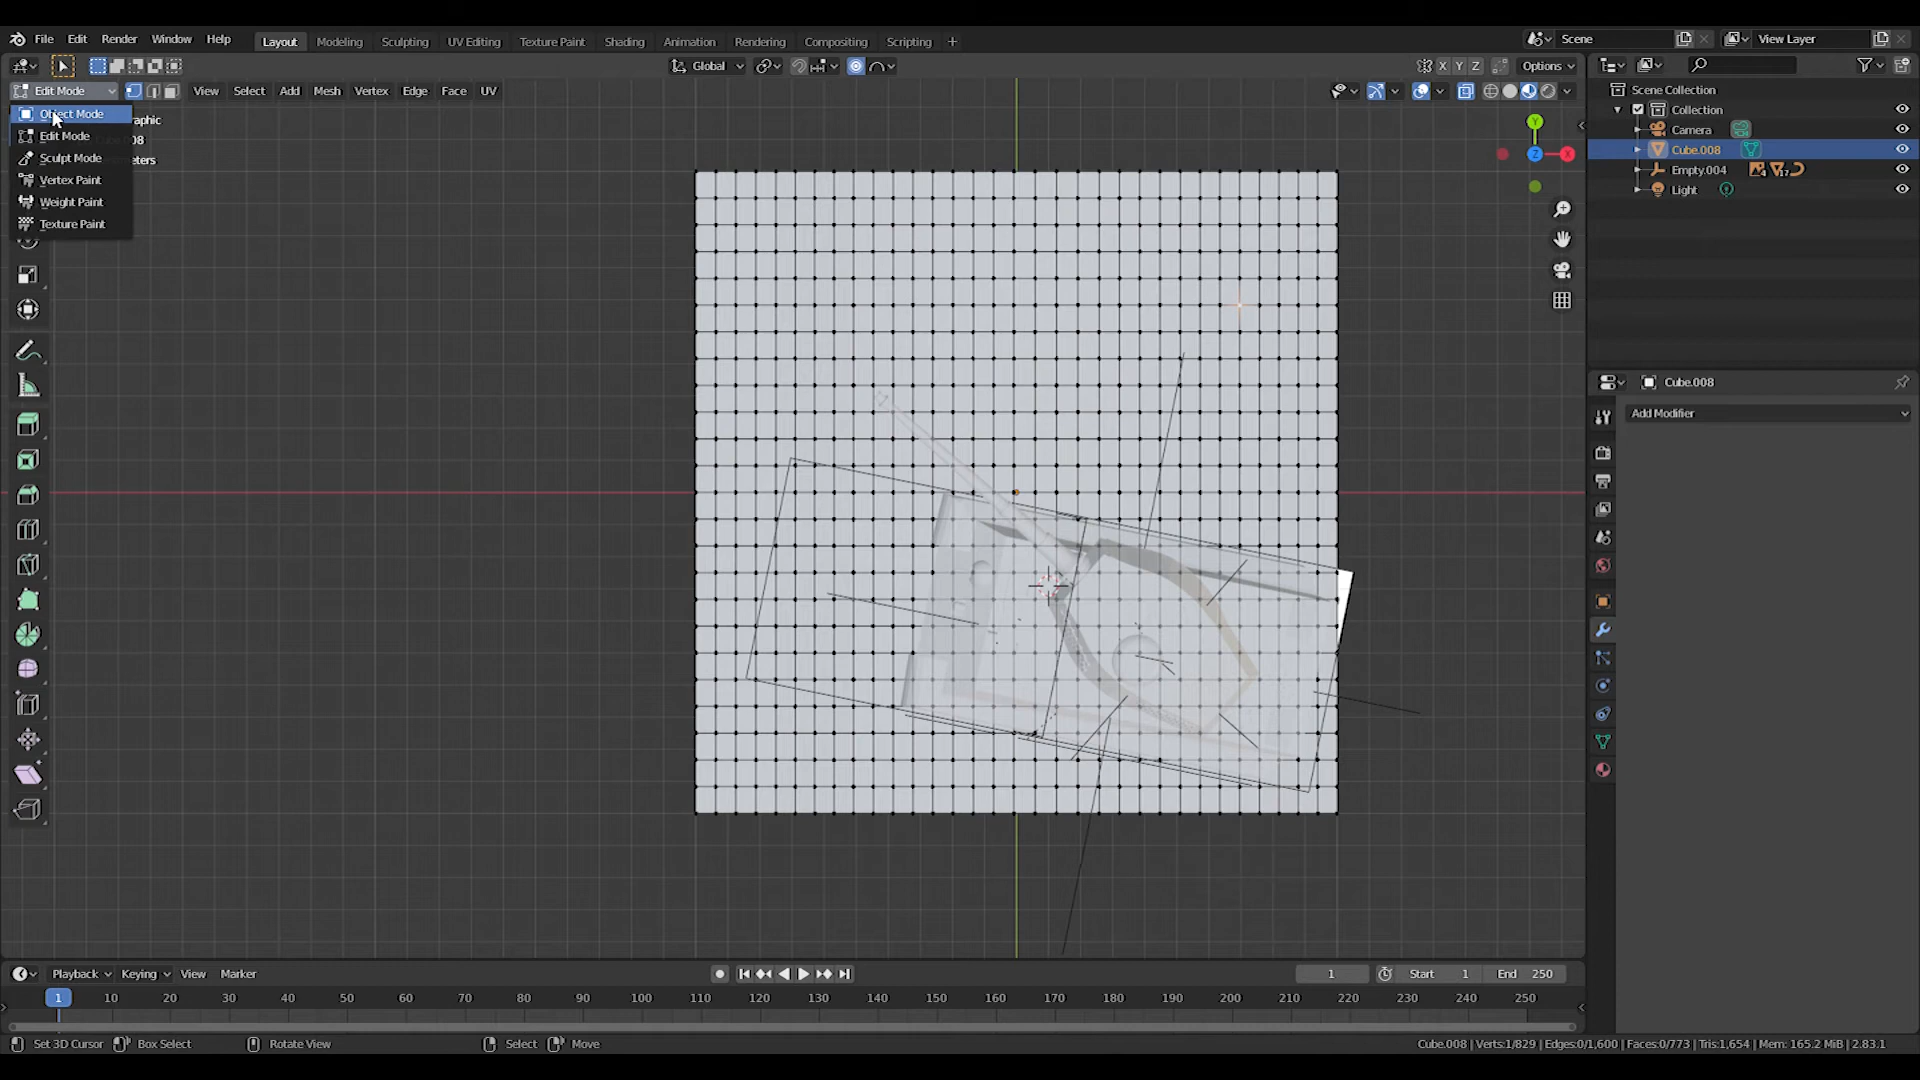 File Edit Render Window Help Layout Modeling Sculpting UV Editing Texture Paint Shading Animation Rendering Compositing Scripting + Scene View Layer
Global X Y Z Options
Edit Mode View Select Add Mesh Vertex Edge Face UV Scene Collection
Object Mode raphic Collection
Edit Mode 08 Camera
Sculpt Mode eters Cube.008
Vertex Paint Empty.004 4 17
Weight Paint Light
Texture Paint
Y
Z X
Cube.008
Add Modifier
Playback Keying View Marker 1 Start 1 End 250
1 10 20 30 40 50 60 70 80 90 100 110 120 130 140 150 160 170 180 190 200 210 220 230 240 250
Set 3D Cursor Box Select Rotate View Select Move Cube.008 | Verts:1/829 | Edges:0/1,600 | Faces:0/773 | Tris:1,654 | Mem: 165.2 MiB | 2.83.1